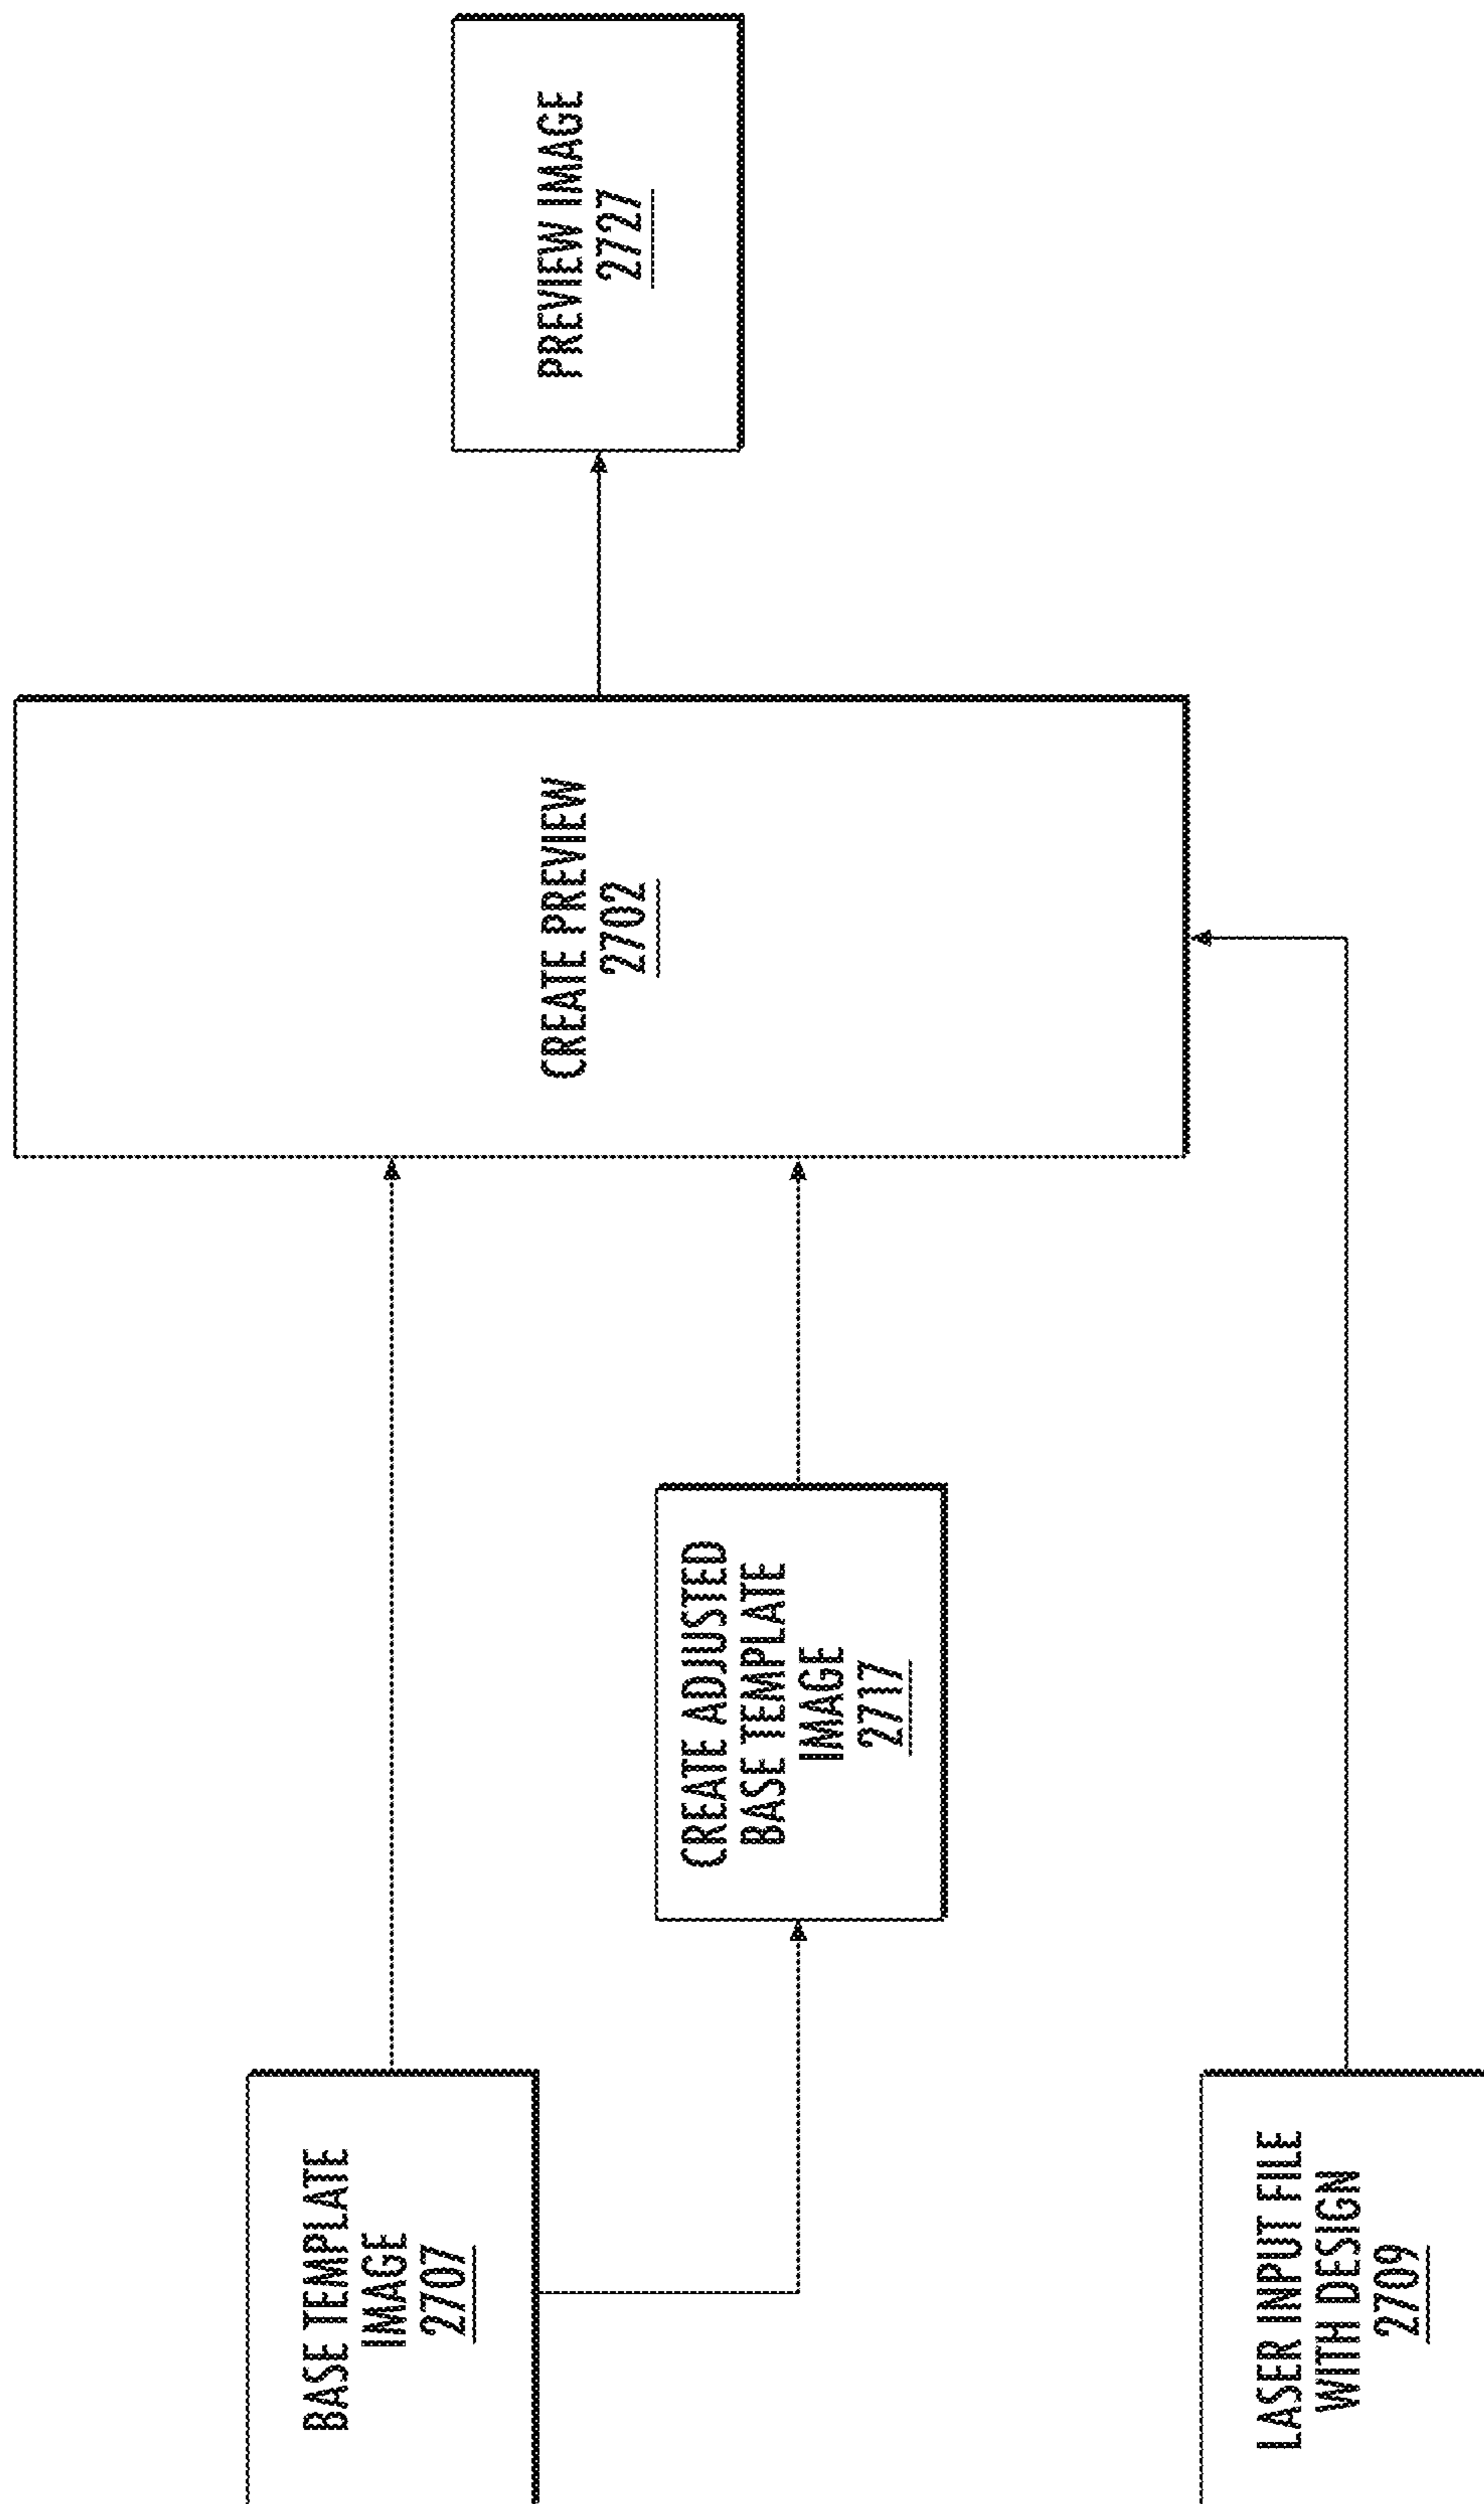 BASE TEMPLATE
IMAGE
2707
LASER INPUT FILE
WITH DESIGN
2709
CREATE ADJUSTED
BASE TEMPLATE
IMAGE
2717
CREATE PREVIEW
2702
PREVIEW IMAGE
2727